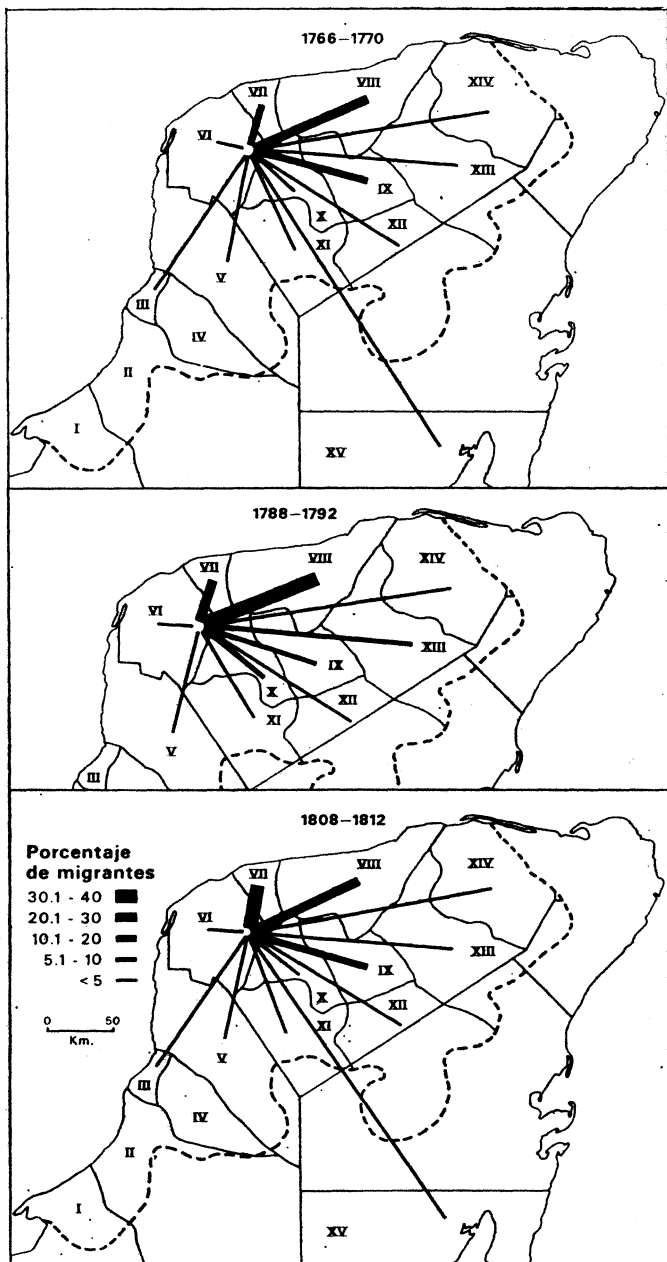 1766–1770
VII
VIII
XIV
VI
XIII
IX
X
XII
XI
V
III
IV
II
I
XV
1788–1792
VII
VIII
XIV
VI
XIII
IX
X
XII
XI
V
III
1808–1812
Porcentaje
de migrantes
30.1 - 40
20.1 - 30
10.1 - 20
5.1 - 10
<5
0 50
Km.
VII
VIII
XIV
VI
XIII
IX
X
XII
XI
V
III
IV
II
I
XV